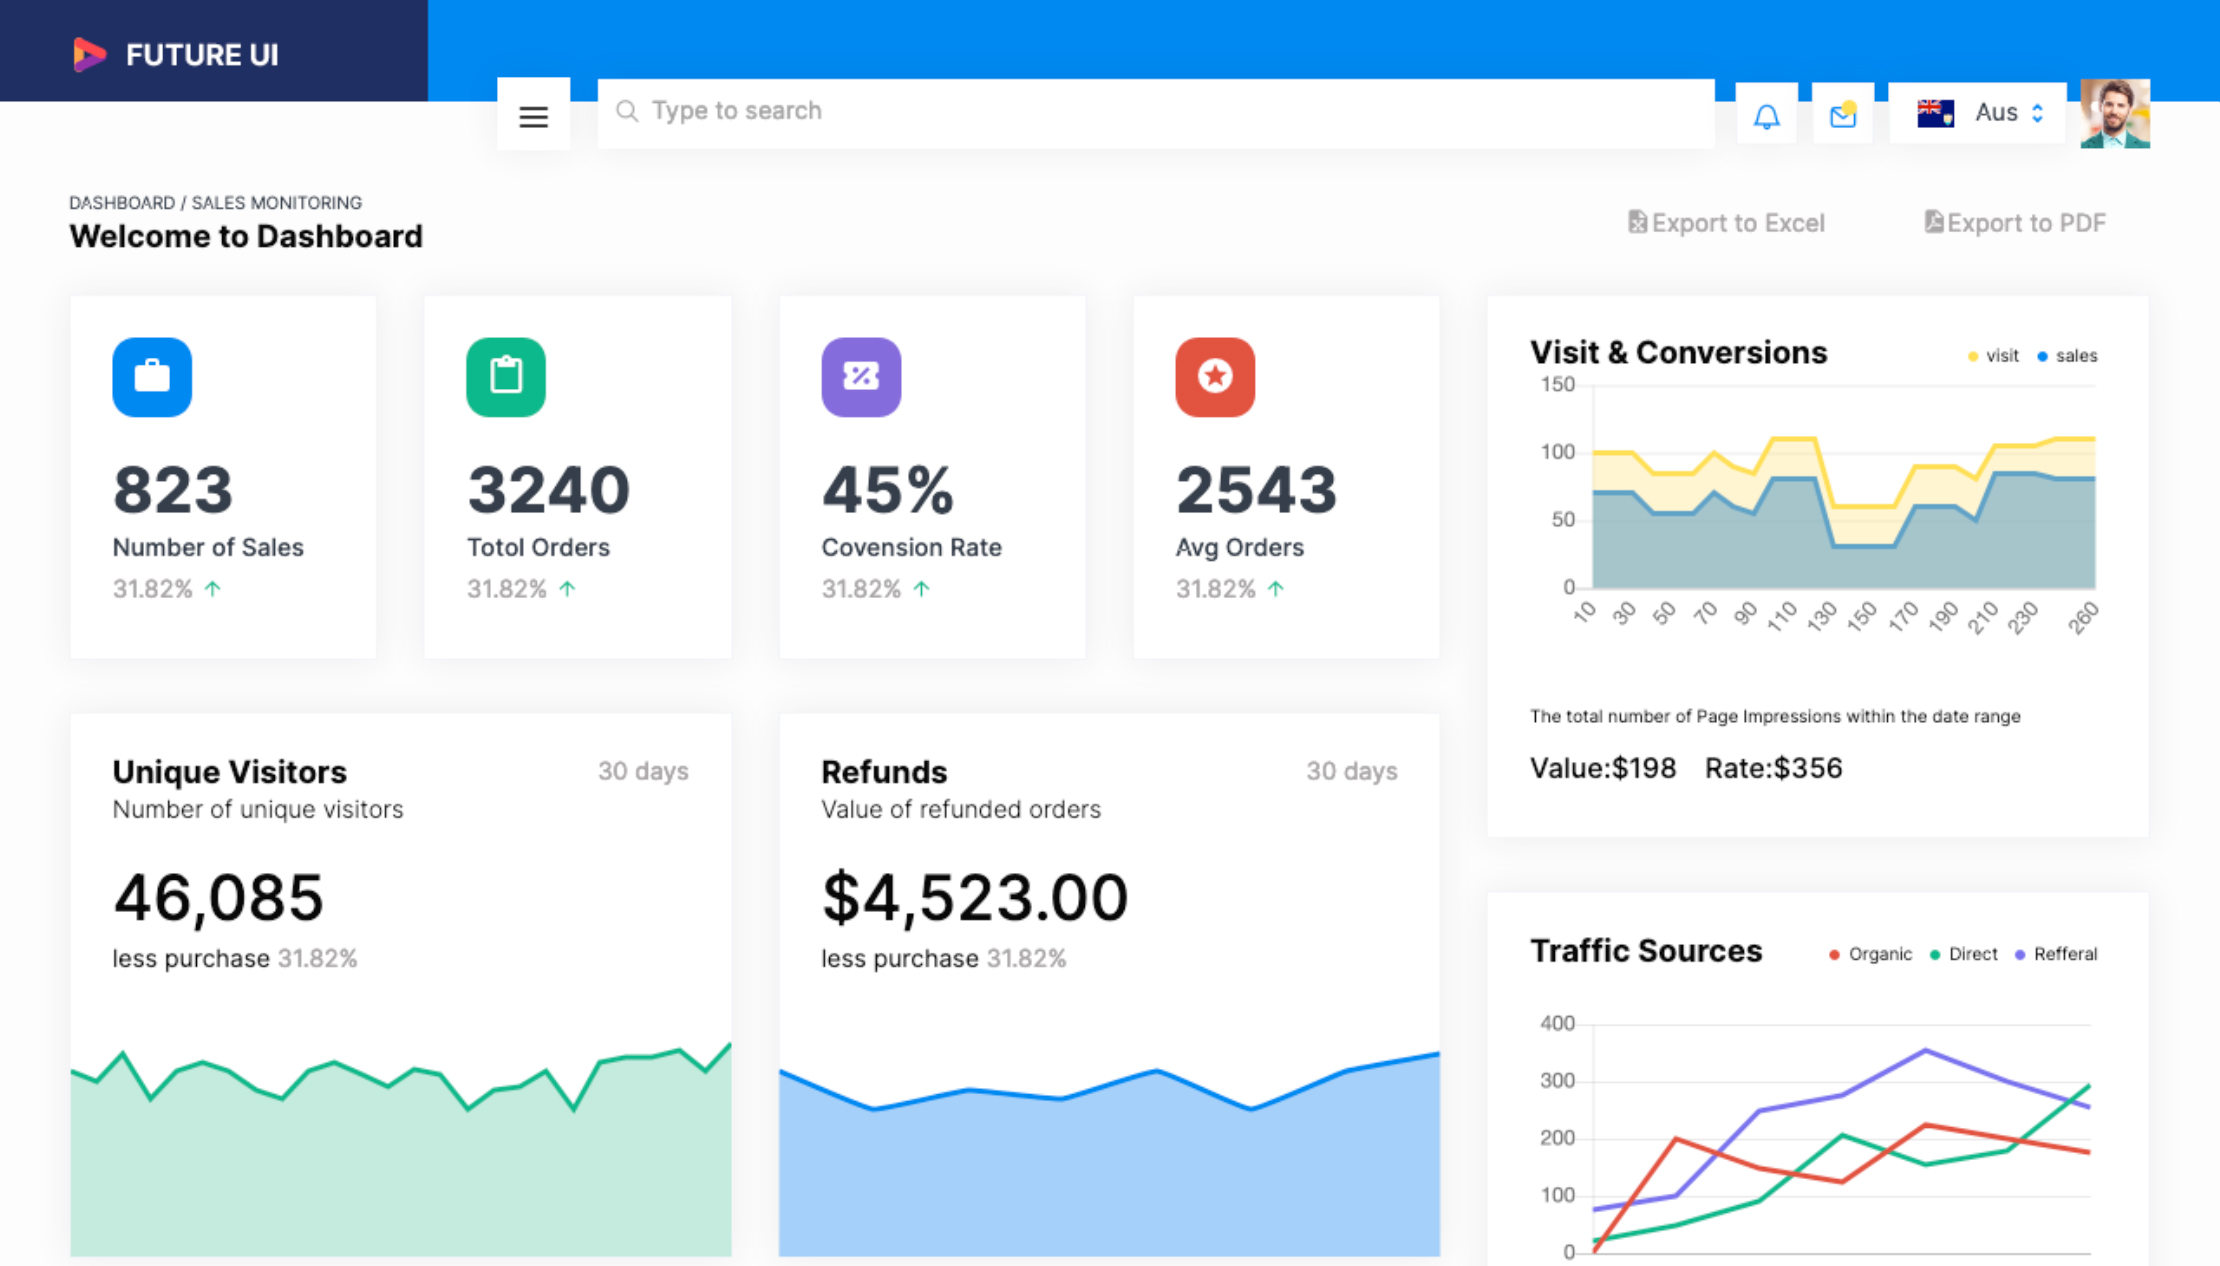 FUTURE UI
Type to search
Aus
DASHBOARD / SALES MONITORING
Welcome to Dashboard
Export to Excel
Export to PDF
823
Number of Sales
31.82%
3240
Totol Orders
31.82%
45%
Covension Rate
31.82%
2543
Avg Orders
31.82%
Visit & Conversions
visit
sales
150
100
50
0
10 30 50 70 90 110 130 150 170 190 210 230 260
The total number of Page Impressions within the date range
Value:$198 Rate:$356
Unique Visitors
30 days
Number of unique visitors
46,085
less purchase 31.82%
Refunds
30 days
Value of refunded orders
$4,523.00
less purchase 31.82%
Traffic Sources
Organic
Direct
Refferal
400
300
200
100
0